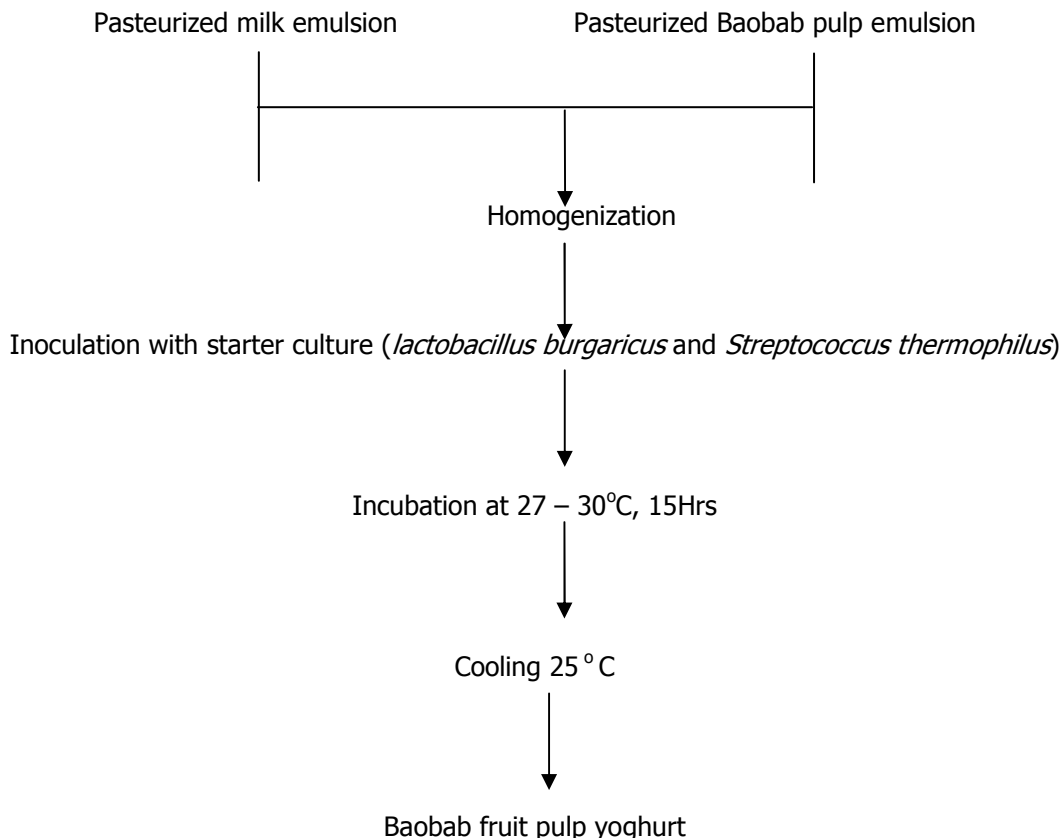 Pasteurized milk emulsion
Pasteurized Baobab pulp emulsion
Homogenization
Inoculation with starter culture (lactobacillus burgaricus and Streptococcus thermophilus)
Incubation at 27 – 30°C, 15Hrs
Cooling 25 ° C
Baobab fruit pulp yoghurt